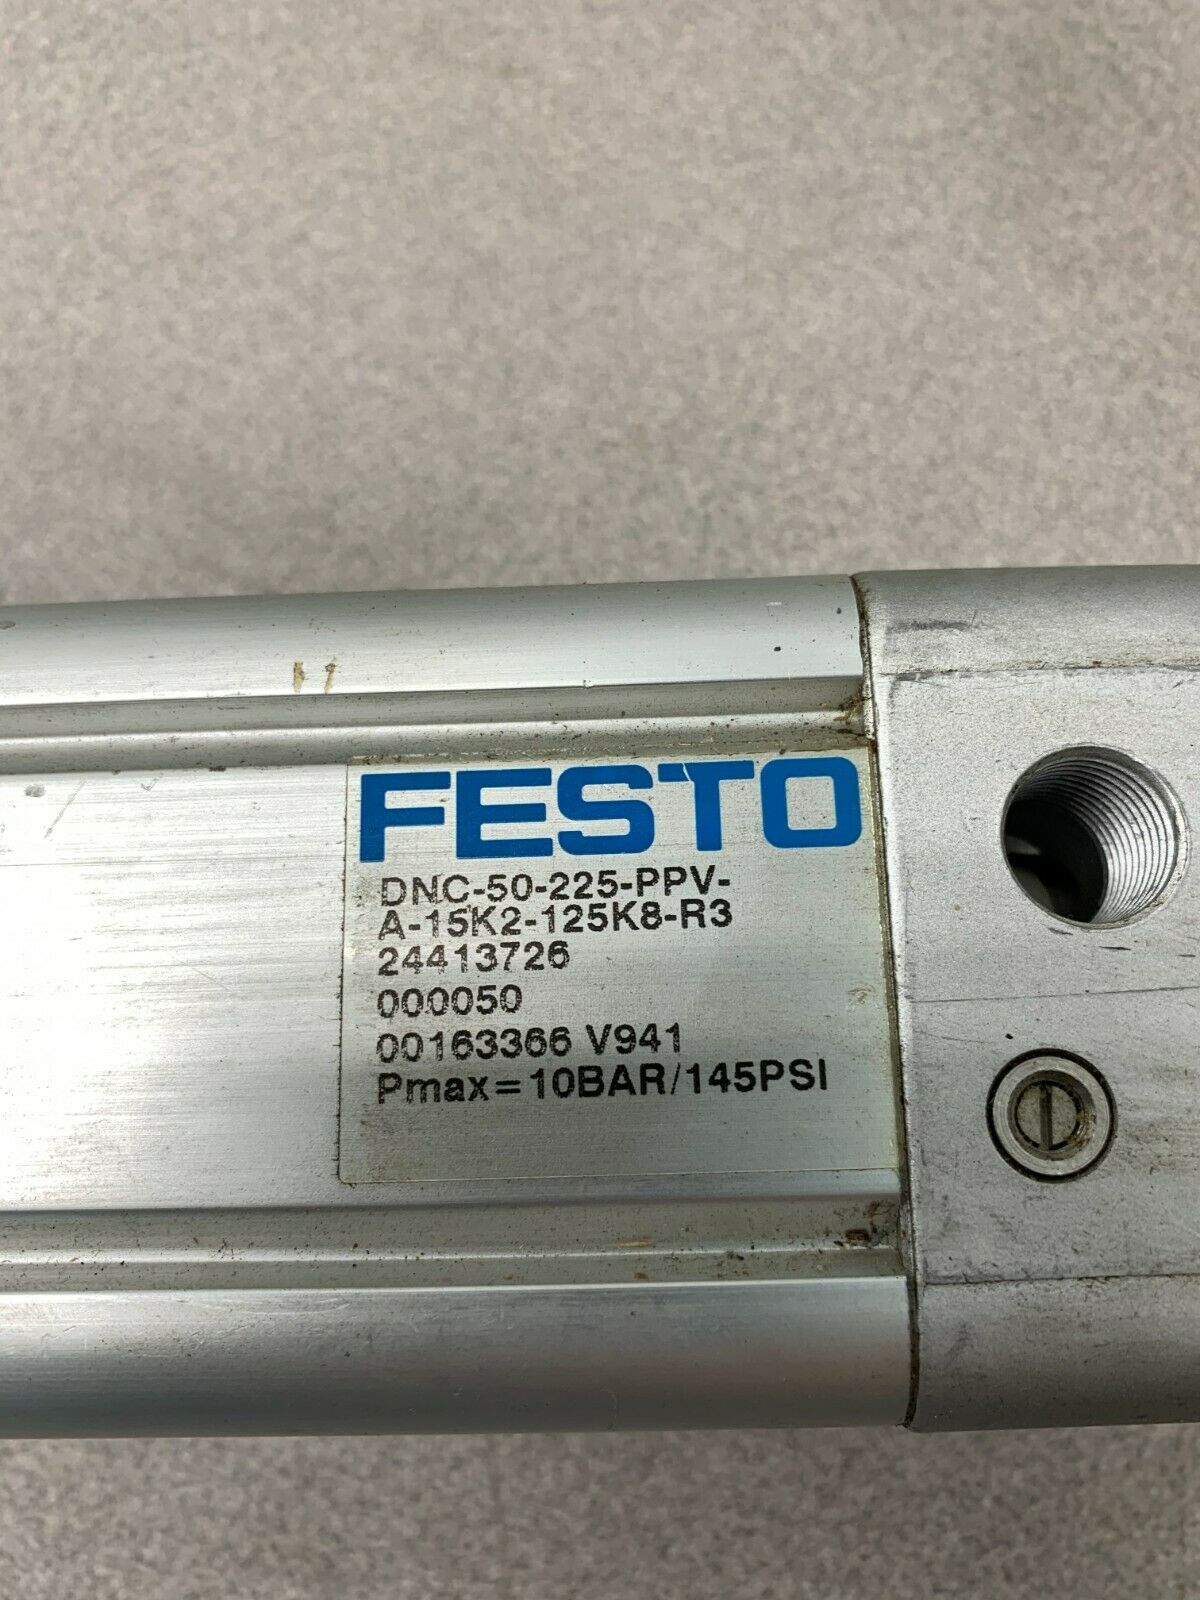 FESTO
DNC-50-225-PPV-
A-15K2-125K8-R3
24413726
000050
00163366 V941
Pmax=10BAR/145PSI